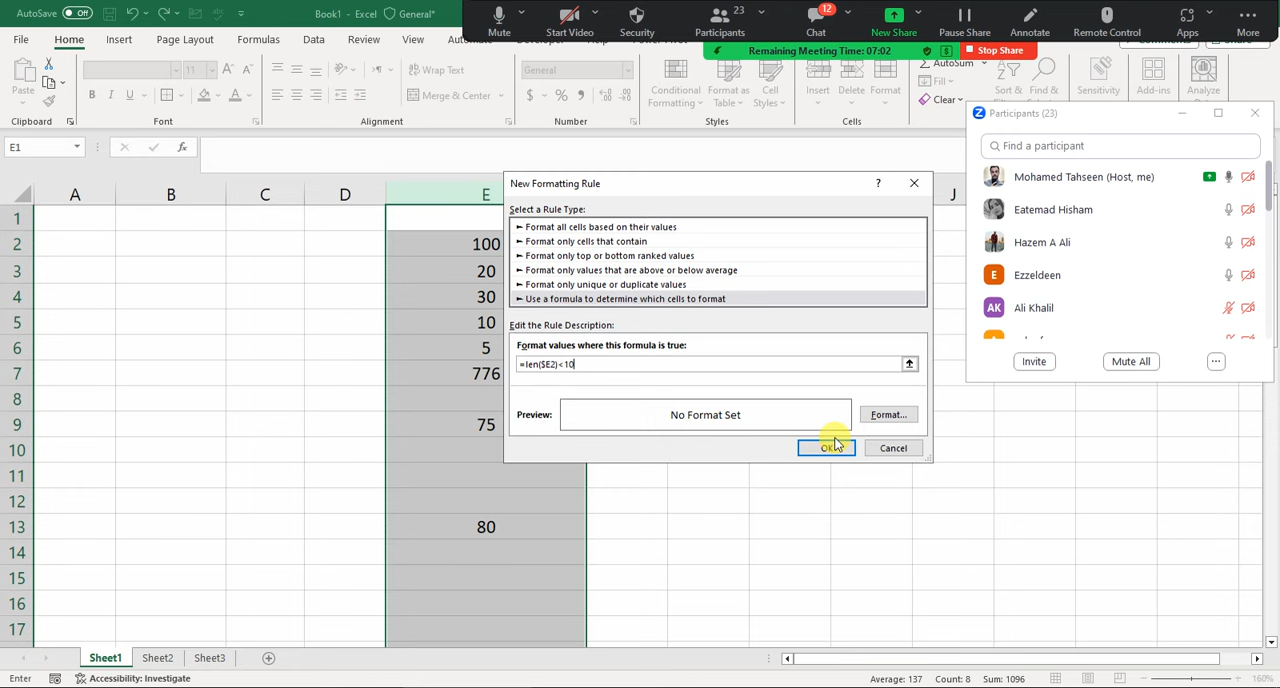 AutoSave Off Book1 - Excel General*
Mute Start Video Security 23 Participants 12 Chat New Share Pause Share Annotate Remote Control Apps More
Remaining Meeting Time: 07:02 Stop Share
File Home Insert Page Layout Formulas Data Review View
Paste
B I U
11
Wrap Text
Merge & Center
General
Conditional Formatting
Format as Table
Cell Styles
Insert Delete Format
AutoSum
Fill
Clear
Sort &
Find &
Sensitivity
Add-ins
Analyze
Data
Clipboard Font Alignment Number Styles Cells
E1
fx
A B C D E J
1
2 100
3 20
4 30
5 10
6 5
7 776
8
9 75
10
11
12
13 80
14
15
16
17
New Formatting Rule
? 
Select a Rule Type:
► Format all cells based on their values
► Format only cells that contain
► Format only top or bottom ranked values
► Format only values that are above or below average
► Format only unique or duplicate values
► Use a formula to determine which cells to format
Edit the Rule Description:
Format values where this formula is true:
=len($E2)<10
Preview: No Format Set Format...
OK Cancel
Participants (23)
Find a participant
Mohamed Tahseen (Host, me)
Eatemad Hisham
Hazem A Ali
E Ezzeldeen
AK Ali Khalil
Invite Mute All ...
Sheet1 Sheet2 Sheet3
Enter Accessibility: Investigate Average: 137 Count: 8 Sum: 1096 160%